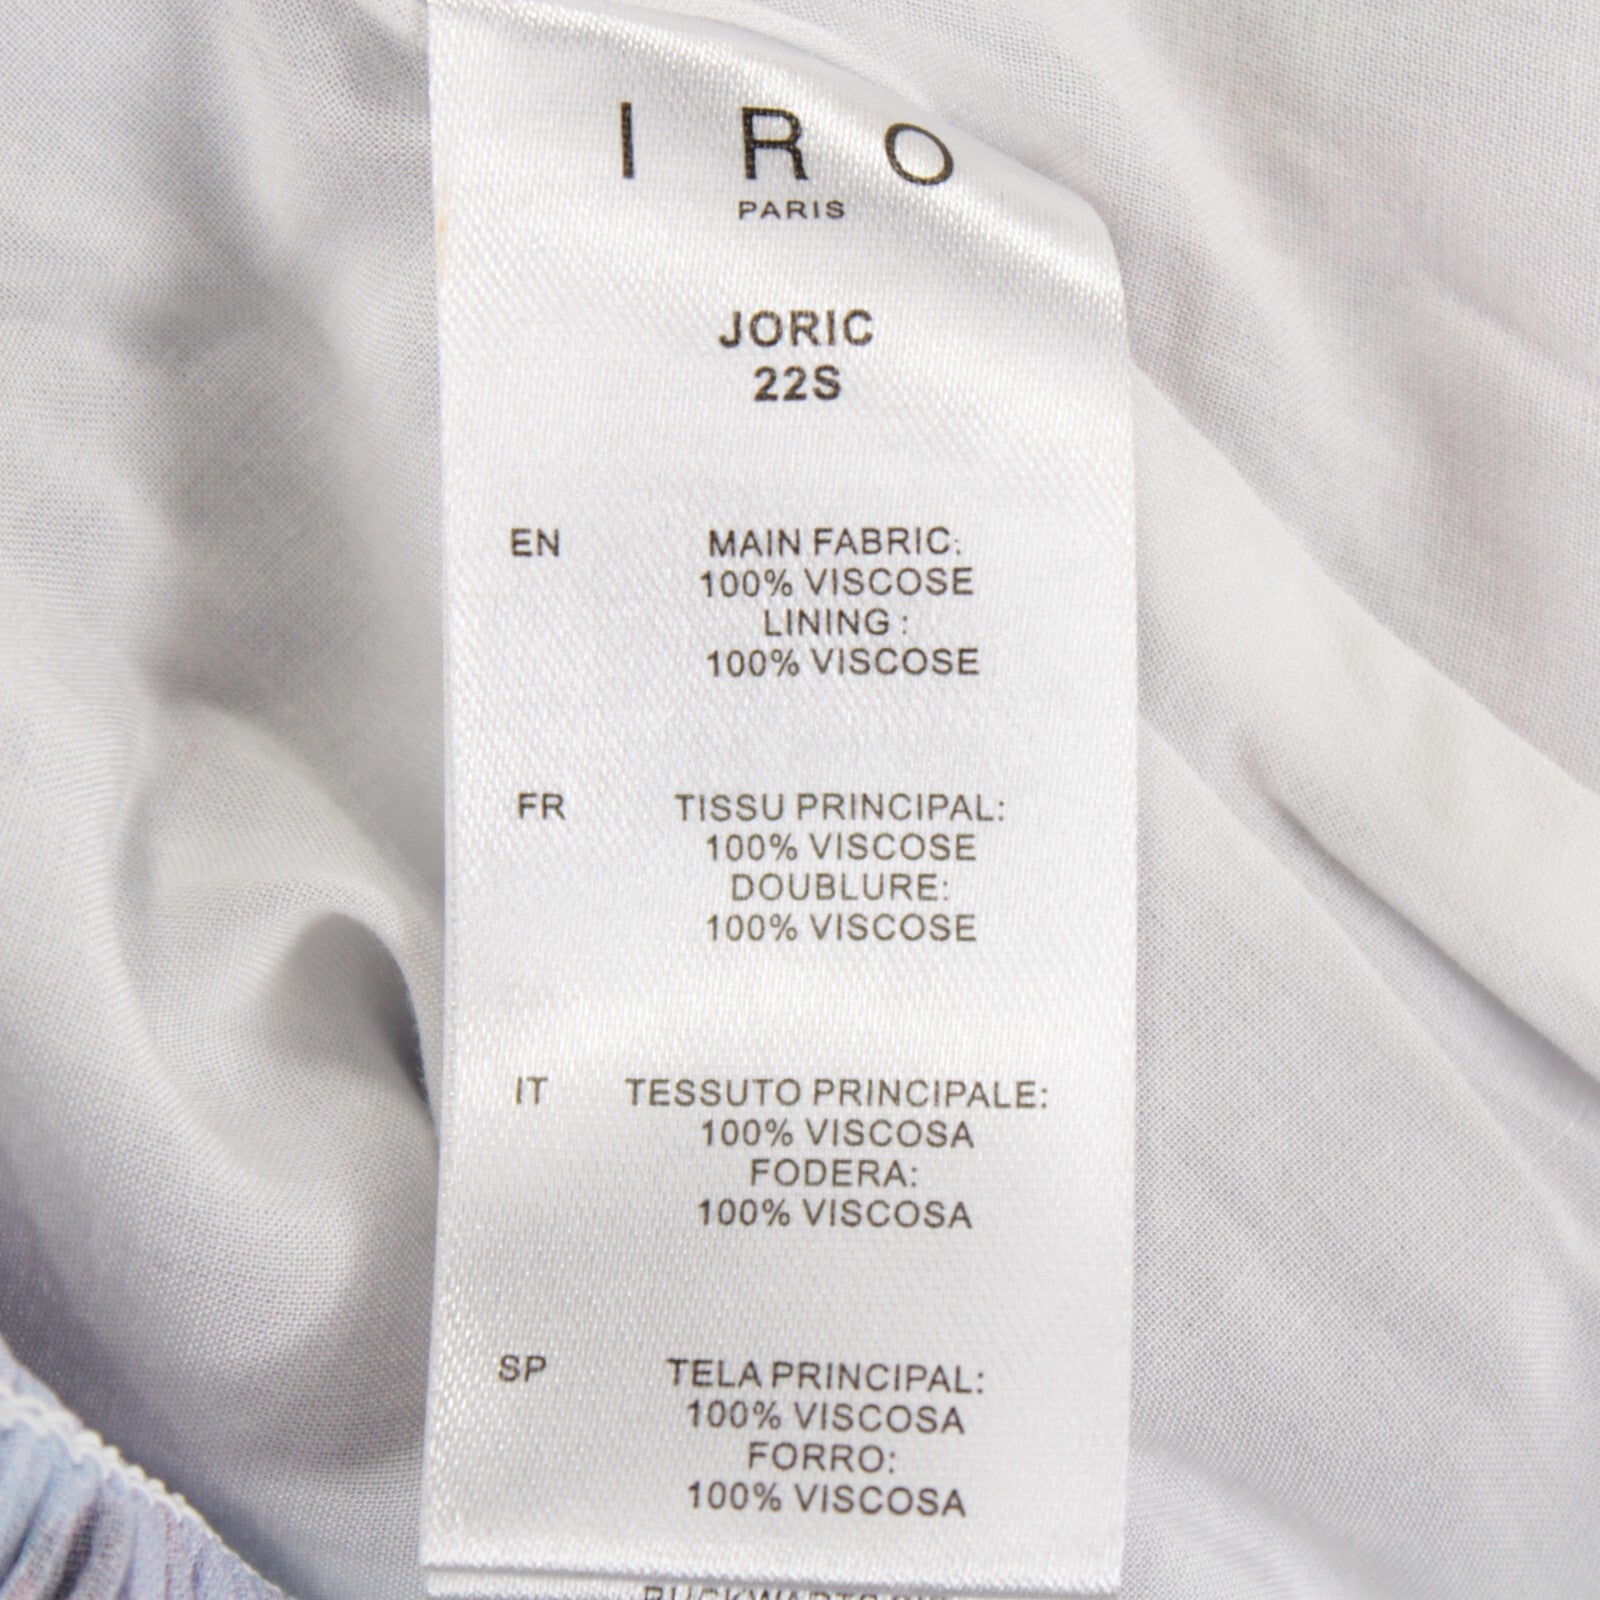 IRO
PARIS
JORIC
22S
EN MAIN FABRIC:
100% VISCOSE
LINING :
100% VISCOSE
FR TISSU PRINCIPAL:
100% VISCOSE
DOUBLURE:
100% VISCOSE
IT TESSUTO PRINCIPALE:
100% VISCOSA
FODERA:
100% VISCOSA
SP TELA PRINCIPAL:
100% VISCOSA
FORRO:
100% VISCOSA